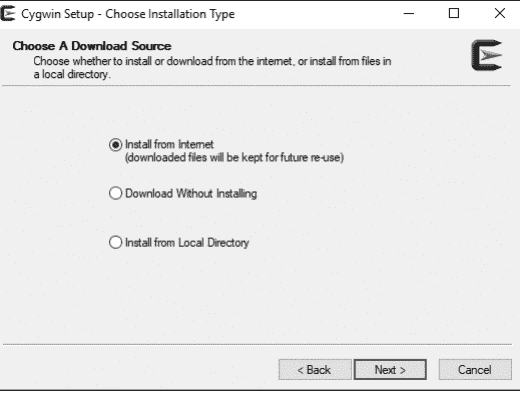 Cygwin Setup - Choose Installation Type
Choose A Download Source
Choose whether to install or download from the internet, or install from files in
a local directory.
Install from Internet
(downloaded files will be kept for future re-use)
Download Without Installing
Install from Local Directory
< Back
Next >
Cancel